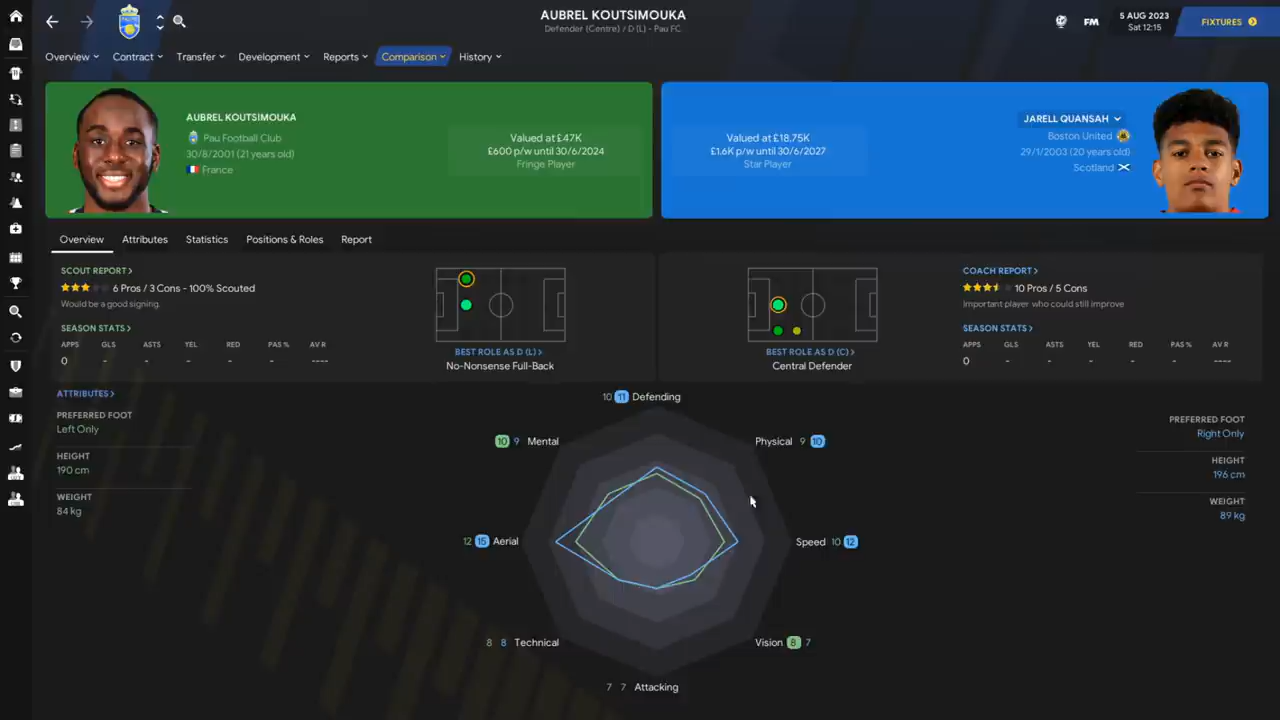 AUBREL KOUTSIMOUKA
Defender (Centre) / D (L) - Pau FC
FM
5 AUG 2023
Sat 12:15
FIXTURES
Overview
Contract
Transfer
Development
Reports
Comparison
History
AUBREL KOUTSIMOUKA
Pau Football Club
30/8/2001 (21 years old)
France
Valued at £47K
£600 p/w until 30/6/2024
Fringe Player
Valued at £18.75K
£1.6K p/w until 30/6/2027
Star Player
JARELL QUANSAH
Boston United
29/1/2003 (20 years old)
Scotland
Overview
Attributes
Statistics
Positions & Roles
Report
SCOUT REPORT >
6 Pros / 3 Cons - 100% Scouted
Would be a good signing.
SEASON STATS >
APPS GLS ASTS YEL RED PAS % AV R
0 - - - - - ----
BEST ROLE AS D (L) >
No-Nonsense Full-Back
BEST ROLE AS D (C) >
Central Defender
COACH REPORT >
10 Pros / 5 Cons
Important player who could still improve
SEASON STATS >
APPS GLS ASTS YEL RED PAS % AV R
0 - - - - - ----
ATTRIBUTES >
PREFERRED FOOT
Left Only
HEIGHT
190 cm
WEIGHT
84 kg
10 11 Defending
10 9 Mental
Physical 9 10
12 15 Aerial
Speed 10 12
8 8 Technical
Vision 8 7
7 7 Attacking
PREFERRED FOOT
Right Only
HEIGHT
196 cm
WEIGHT
89 kg